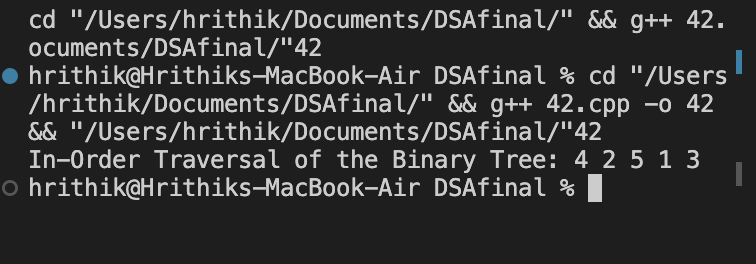 cd "/Users/hrithik/Documents/DSAfinal/" && g++ 42.
ocuments/DSAfinal/"42
hrithik@Hrithiks-MacBook-Air DSAfinal % cd "/Users
/hrithik/Documents/DSAfinal/" && g++ 42.cpp -o 42
&& "/Users/hrithik/Documents/DSAfinal/"42
In-Order Traversal of the Binary Tree: 4 2 5 1 3
hrithik@Hrithiks-MacBook-Air DSAfinal %